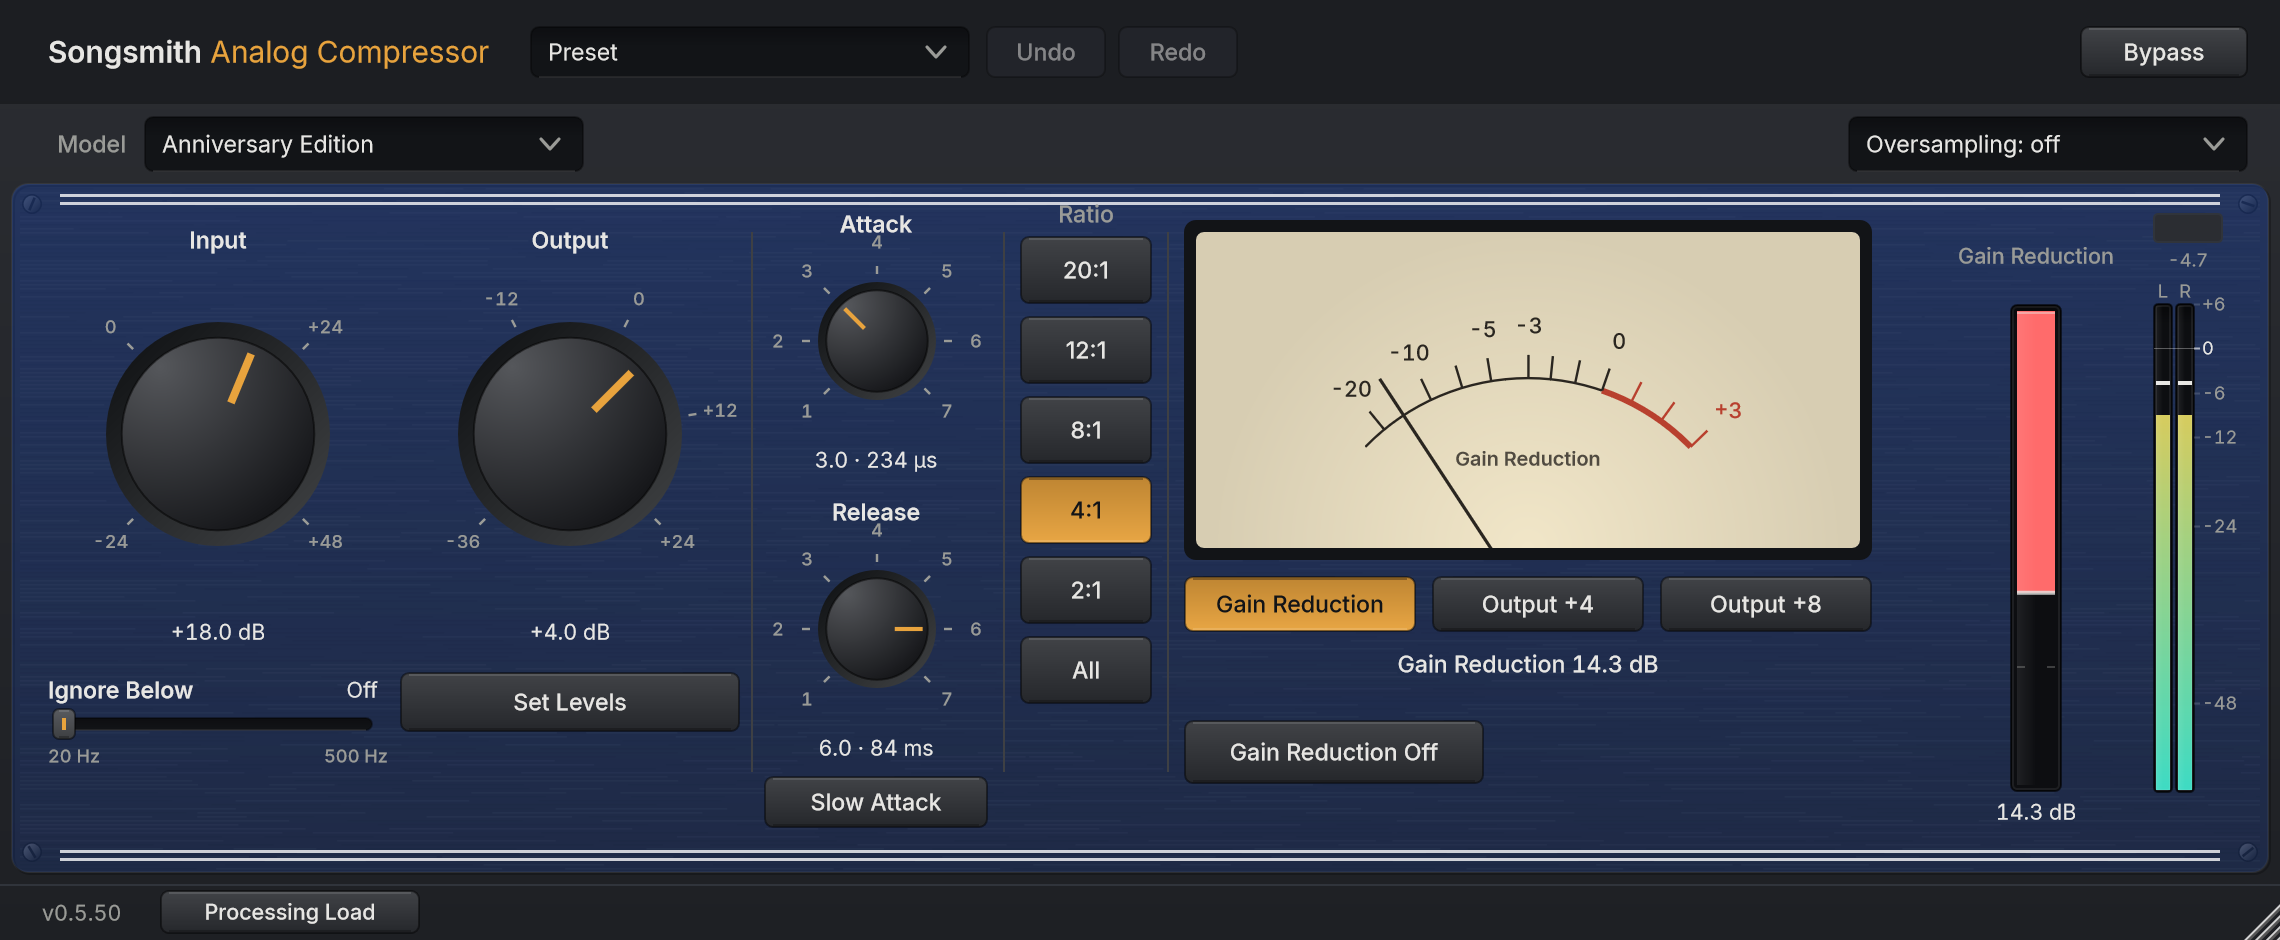 Songsmith Analog Compressor
Preset
Undo
Redo
Bypass
Model
Anniversary Edition
Oversampling: off
Input
0
+24
-24
+48
+18.0 dB
Output
-12
0
+12
-36
+24
+4.0 dB
Ignore Below
Off
20 Hz
500 Hz
Set Levels
Attack
4
3
5
2
6
1
7
3.0 · 234 µs
Release
4
3
5
2
6
1
7
6.0 · 84 ms
Slow Attack
Ratio
20:1
12:1
8:1
4:1
2:1
All
-20
-10
-5
-3
0
+3
Gain Reduction
Gain Reduction
Output +4
Output +8
Gain Reduction 14.3 dB
Gain Reduction Off
Gain Reduction
14.3 dB
-4.7
L R
+6
0
-6
-12
-24
-48
v0.5.50
Processing Load